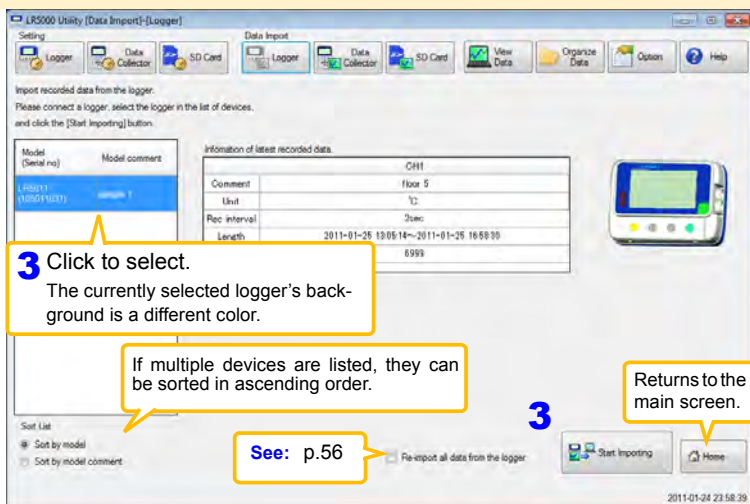 LR5000 Utility [Data Import]-[Logger]
Setting
Data Import
Logger
Data Collector
SD Card
Logger
Data Collector
SD Card
View Data
Organize Data
Option
Help
Import recorded data from the logger.
Please connect a logger, select the logger in the list of devices,
and click the [Start Importing] button.
Model (Serial no)
Model comment
LR5011
sample 1
Infomation of latest recorded data.
CH1
Comment
floor 5
Unit
℃
Rec interval
2sec
Length
2011-01-25 13:05:14~2011-01-25 16:58:30
6999
3 Click to select.
The currently selected logger's back-
ground is a different color.
If multiple devices are listed, they can
be sorted in ascending order.
Returns to the
main screen.
Sort List
Sort by model
Sort by model comment
See: p.56
Re-import all data from the logger
3
Start Importing
Home
2011-01-24 23:58:39